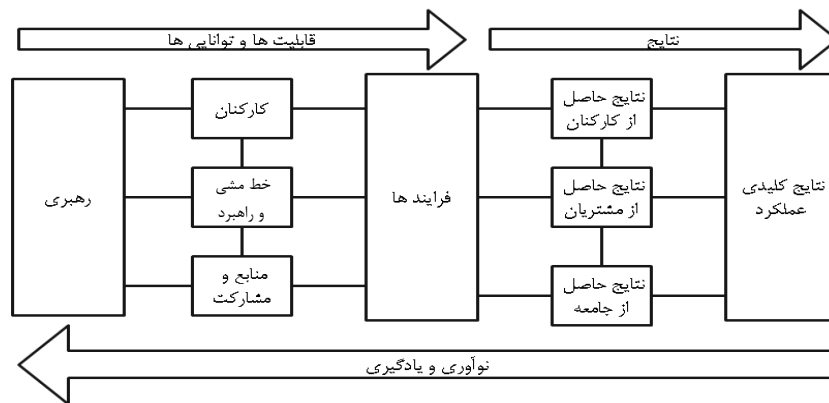 قابلیت ها و توانایی ها
نتایج
رهبری
کارکنان
خط مشی
و راهبرد
منابع و
مشارکت
فرایند ها
نتایج حاصل
از کارکنان
نتایج حاصل
از مشتریان
نتایج حاصل
از جامعه
نتایج کلیدی
عملکرد
نوآوری و یادگیری